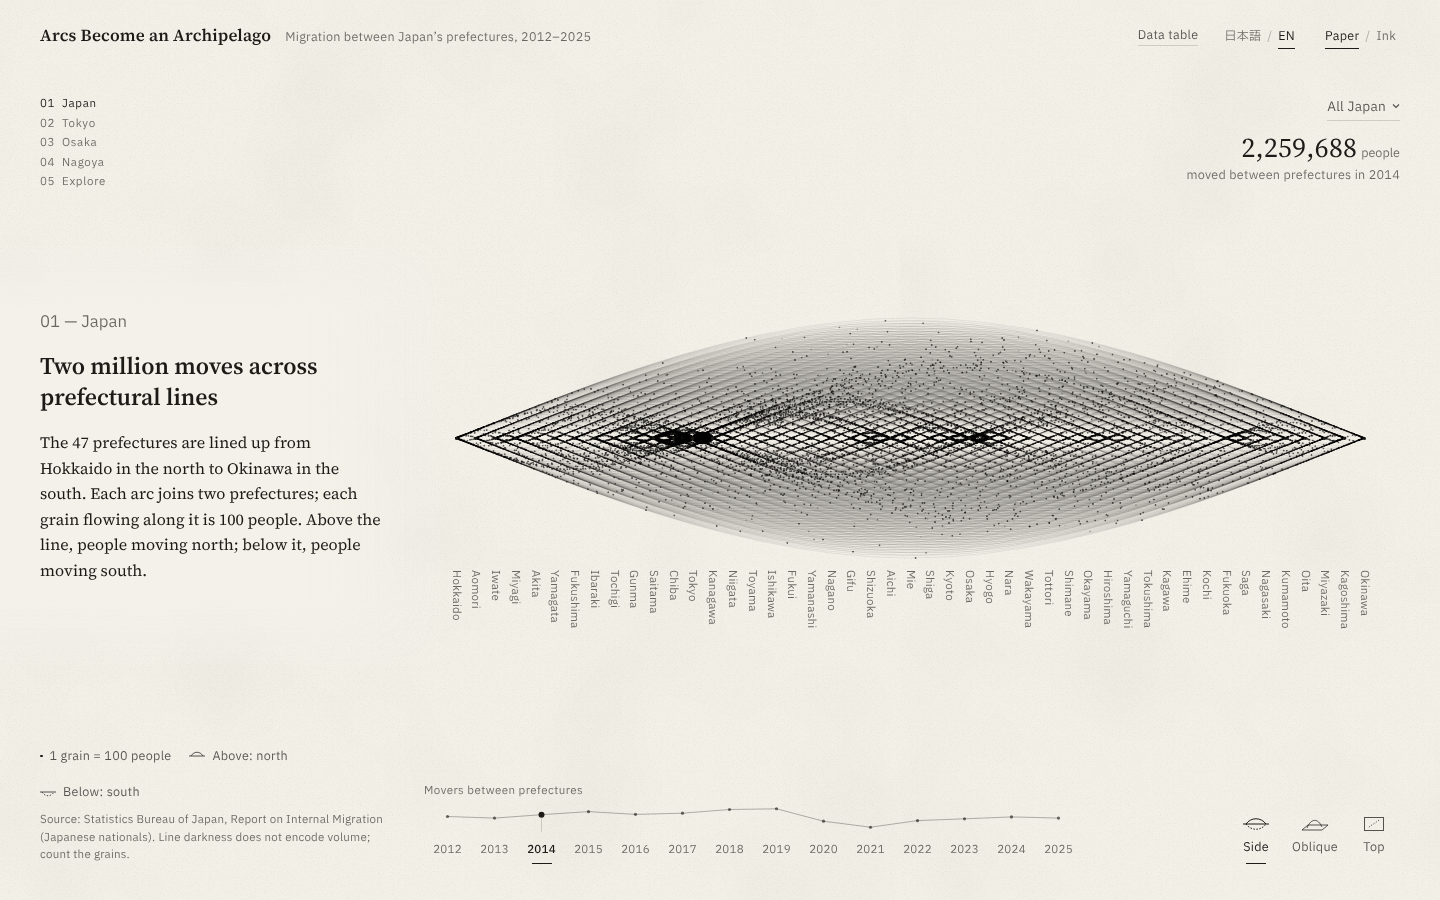 Arcs Become an Archipelago
Migration between Japan's prefectures, 2012–2025
Data table
日本語 / EN
Paper / Ink
01 Japan
02 Tokyo
03 Osaka
04 Nagoya
05 Explore
All Japan
2,259,688 people
moved between prefectures in 2014
01 — Japan
Two million moves across
prefectural lines
The 47 prefectures are lined up from
Hokkaido in the north to Okinawa in the
south. Each arc joins two prefectures; each
grain flowing along it is 100 people. Above the
line, people moving north; below it, people
moving south.
Hokkaido
Aomori
Iwate
Miyagi
Akita
Yamagata
Fukushima
Ibaraki
Tochigi
Gunma
Saitama
Chiba
Tokyo
Kanagawa
Niigata
Toyama
Ishikawa
Fukui
Yamanashi
Nagano
Gifu
Shizuoka
Aichi
Mie
Shiga
Kyoto
Osaka
Hyogo
Nara
Wakayama
Tottori
Shimane
Okayama
Hiroshima
Yamaguchi
Tokushima
Kagawa
Ehime
Kochi
Fukuoka
Saga
Nagasaki
Kumamoto
Oita
Miyazaki
Kagoshima
Okinawa
1 grain = 100 people
Above: north
Below: south
Source: Statistics Bureau of Japan, Report on Internal Migration
(Japanese nationals). Line darkness does not encode volume;
count the grains.
Movers between prefectures
2012 2013 2014 2015 2016 2017 2018 2019 2020 2021 2022 2023 2024 2025
Side
Oblique
Top